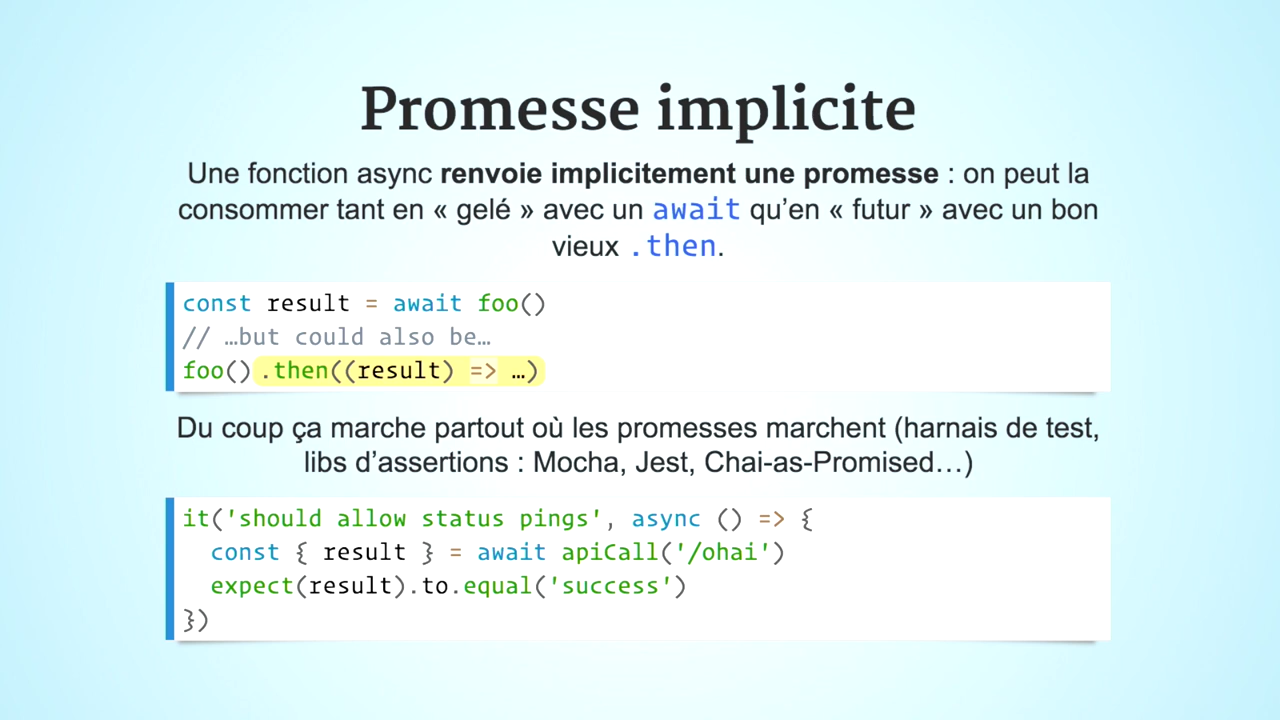 Promesse implicite
Une fonction async renvoie implicitement une promesse : on peut la
consommer tant en « gelé » avec un await qu’en « futur » avec un bon
vieux .then.
const result = await foo()
// …but could also be…
foo().then((result) => …)
Du coup ça marche partout où les promesses marchent (harnais de test,
libs d’assertions : Mocha, Jest, Chai-as-Promised…)
it('should allow status pings', async () => {
  const { result } = await apiCall('/ohai')
  expect(result).to.equal('success')
})